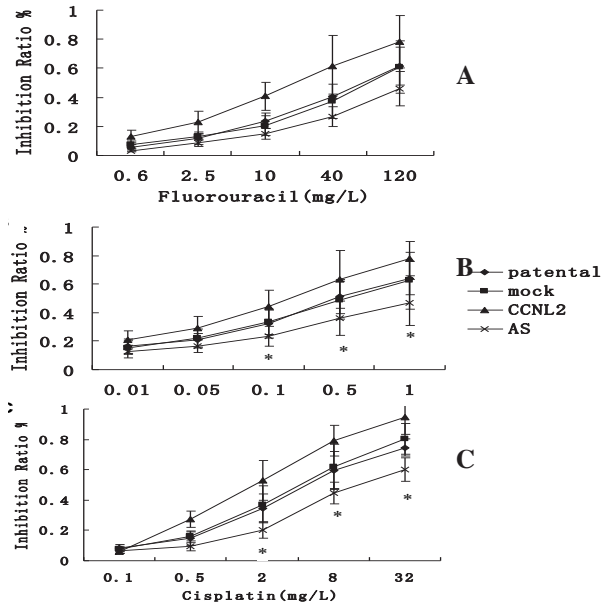 Inhibition Ratio %
1
0.8
0.6
0.4
0.2
0
0.6 2.5 10 40 120
Fluorouracil(mg/L)
A
Inhibition Ratio
1
0.8
0.6
0.4
0.2
0
* * *
0.01 0.05 0.1 0.5 1
B
patental
mock
CCNL2
AS
Inhibition Ratio %
1
0.8
0.6
0.4
0.2
0
* * *
0.1 0.5 2 8 32
Cisplatin(mg/L)
C